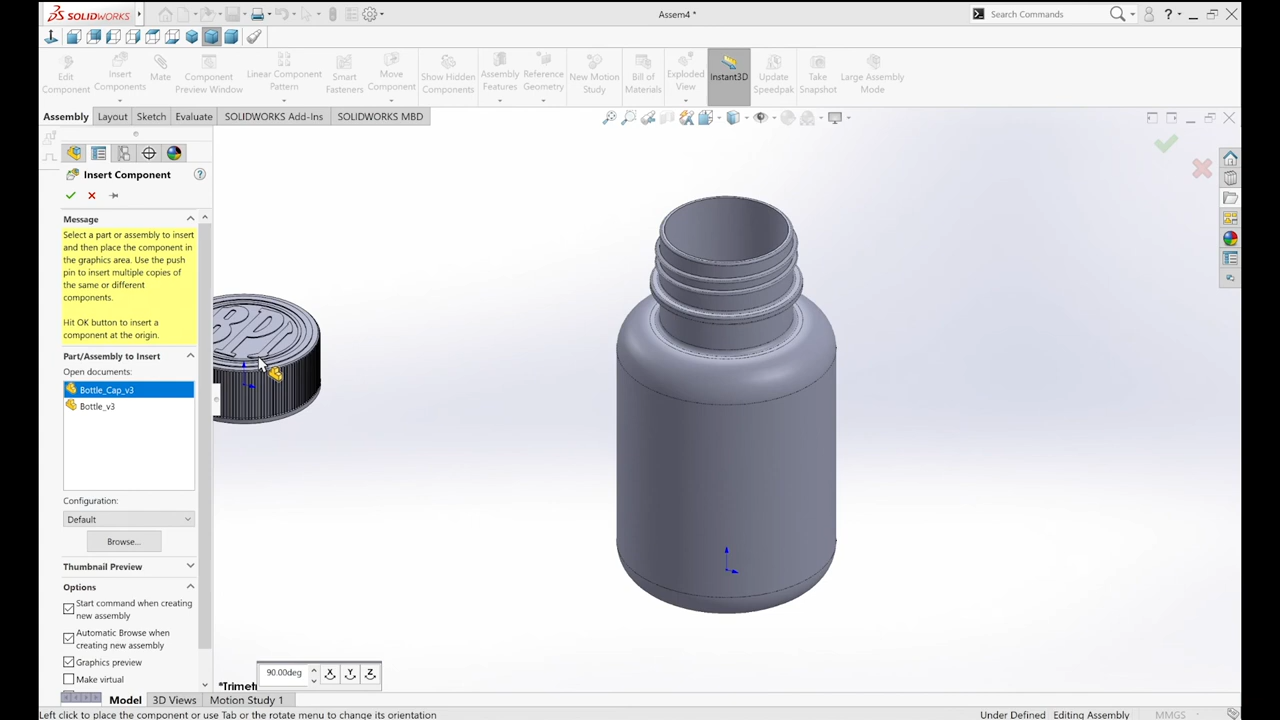 SOLIDWORKS
Assem4 *
Search Commands
?
Edit Component
Insert Components
Mate
Component Preview Window
Linear Component Pattern
Smart Fasteners
Move Component
Show Hidden Components
Assembly Features
Reference Geometry
New Motion Study
Bill of Materials
Exploded View
Instant3D
Update Speedpak
Take Snapshot
Large Assembly Mode
Assembly
Layout
Sketch
Evaluate
SOLIDWORKS Add-Ins
SOLIDWORKS MBD
Insert Component
?
Message
Select a part or assembly to insert
and then place the component in
the graphics area. Use the push
pin to insert multiple copies of
the same or different
components.
Hit OK button to insert a
component at the origin.
Part/Assembly to Insert
Open documents:
Bottle_Cap_v3
Bottle_v3
Configuration:
Default
Browse...
Thumbnail Preview
Options
Start command when creating
new assembly
Automatic Browse when
creating new assembly
Graphics preview
Make virtual
BPI
90.00deg
X
Y
Z
*Trimetr
Model
3D Views
Motion Study 1
Left click to place the component or use Tab or the rotate menu to change its orientation
Under Defined
Editing Assembly
MMGS